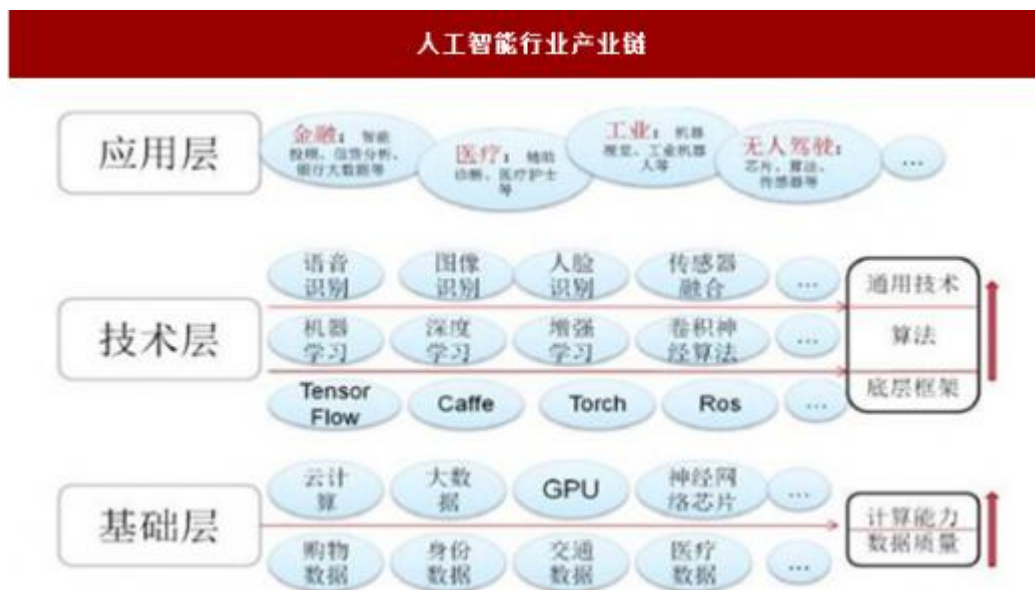 人工智能行业产业链
应用层
金融：智能
投顾、信贷分析、
银行大数据等
医疗：辅助
诊断、医疗护士
等
工业：机器
视觉、工业机器
人等
无人驾驶：
芯片、算法、
传感器等
...
技术层
语音
识别
图像
识别
人脸
识别
传感器
融合
...
通用技术
机器
学习
深度
学习
增强
学习
卷积神
经算法
...
算法
Tensor
Flow
Caffe
Torch
Ros
...
底层框架
基础层
云计
算
大数
据
GPU
神经网
络芯片
...
计算能力
购物
数据
身份
数据
交通
数据
医疗
数据
...
数据质量